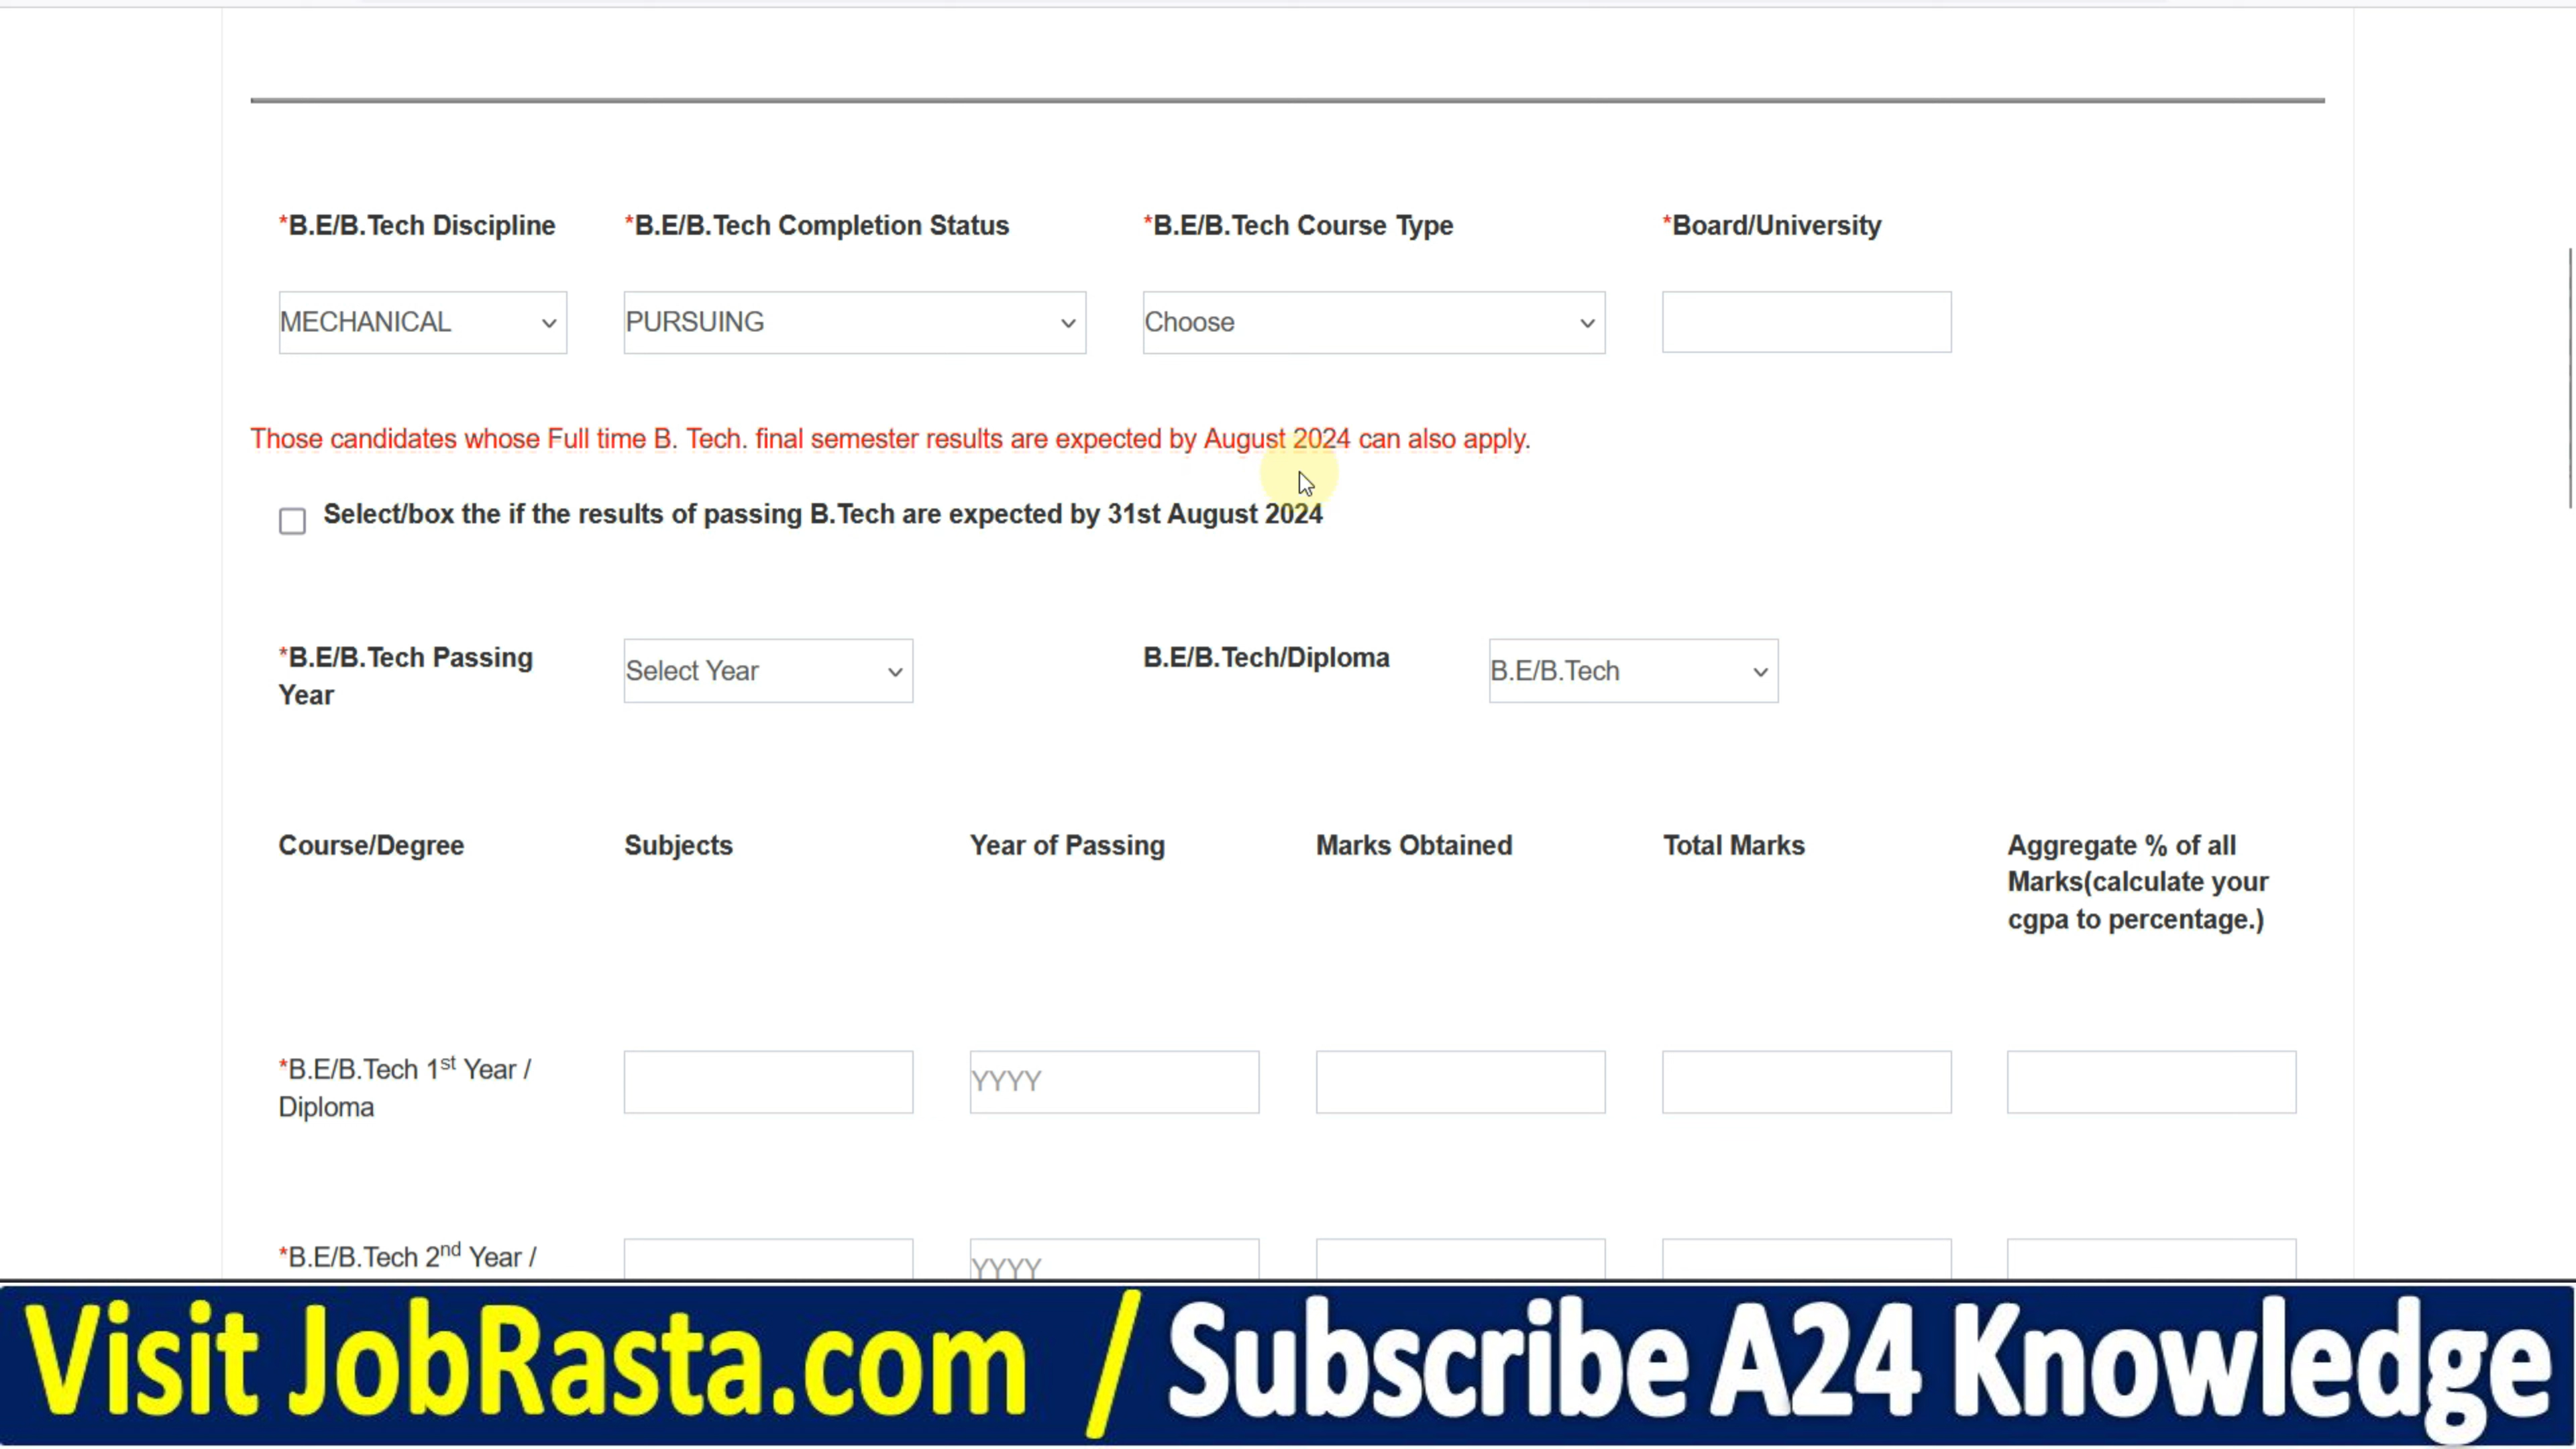 *B.E/B.Tech Discipline *B.E/B.Tech Completion Status *B.E/B.Tech Course Type *Board/University
MECHANICAL PURSUING Choose
Those candidates whose Full time B. Tech. final semester results are expected by August 2024 can also apply.
Select/box the if the results of passing B.Tech are expected by 31st August 2024
*B.E/B.Tech Passing
Year
Select Year
B.E/B.Tech/Diploma
B.E/B.Tech
Course/Degree Subjects Year of Passing Marks Obtained Total Marks Aggregate % of all
Marks(calculate your
cgpa to percentage.)
*B.E/B.Tech 1st Year /
Diploma
YYYY
*B.E/B.Tech 2nd Year /
YYYY
Visit JobRasta.com / Subscribe A24 Knowledge